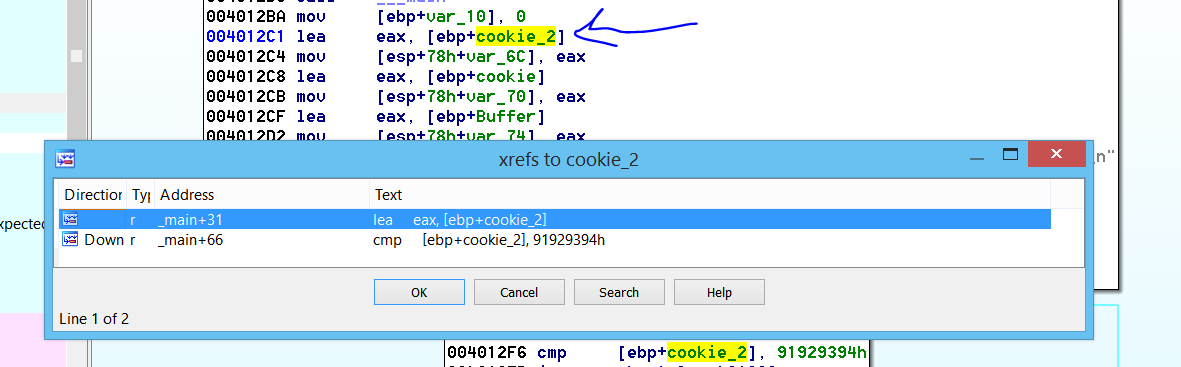 004012BA mov [ebp+var_10], 0
004012C1 lea eax, [ebp+cookie_2]
004012C4 mov [esp+78h+var_6C], eax
004012C8 lea eax, [ebp+cookie]
004012CB mov [esp+78h+var_70], eax
004012CF lea eax, [ebp+Buffer]
004012D2 mov [esp+78h+var_74], eax
xrefs to cookie_2
\n"
Direction Ty Address Text
r _main+31 lea eax, [ebp+cookie_2]
xpected
Down r _main+66 cmp [ebp+cookie_2], 91929394h
OK Cancel Search Help
Line 1 of 2
004012F6 cmp [ebp+cookie_2], 91929394h